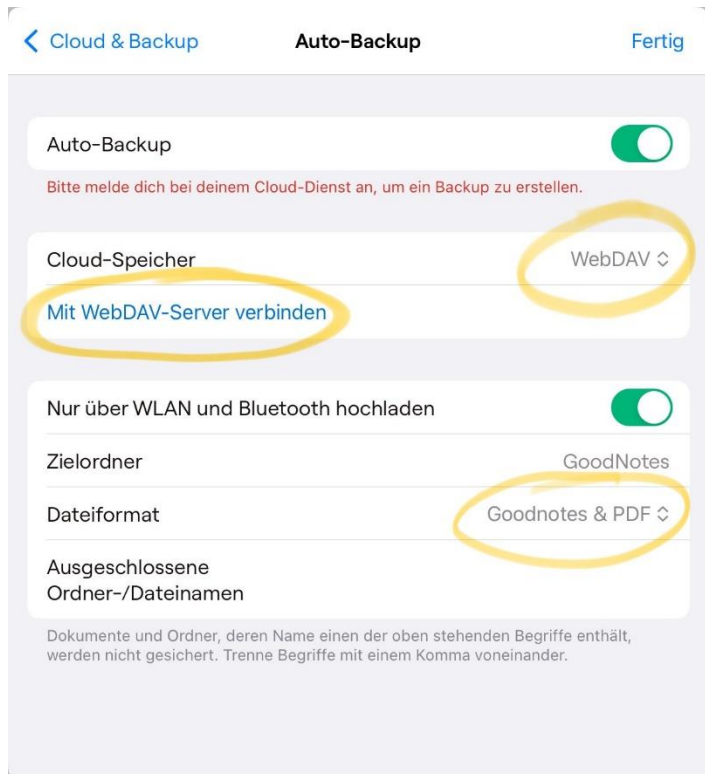 Cloud & Backup Auto-Backup Fertig
Auto-Backup
Bitte melde dich bei deinem Cloud-Dienst an, um ein Backup zu erstellen.
Cloud-Speicher WebDAV
Mit WebDAV-Server verbinden
Nur über WLAN und Bluetooth hochladen
Zielordner GoodNotes
Dateiformat Goodnotes & PDF
Ausgeschlossene
Ordner-/Dateinamen
Dokumente und Ordner, deren Name einen der oben stehenden Begriffe enthält,
werden nicht gesichert. Trenne Begriffe mit einem Komma voneinander.